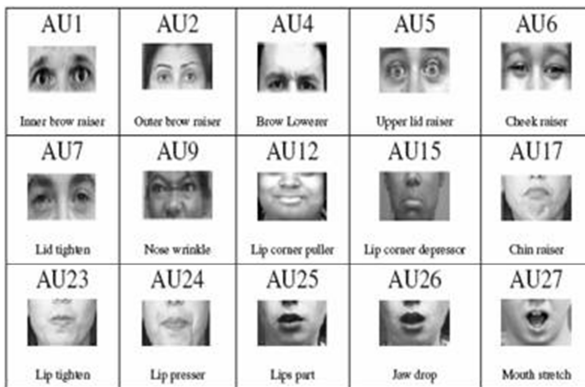 AU1 AU2 AU4 AU5 AU6
Inner brow raiser Outer brow raiser Brow Lowerer Upper lid raiser Cheek raiser
AU7 AU9 AU12 AU15 AU17
Lid tighten Nose wrinkle Lip corner puller Lip corner depressor Chin raiser
AU23 AU24 AU25 AU26 AU27
Lip tighten Lip presser Lips part Jaw drop Mouth stretch